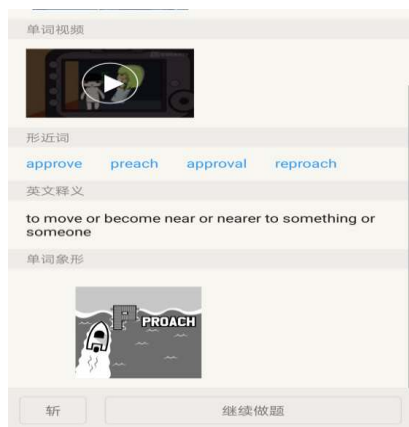 单词视频
形近词
approve preach approval reproach
英文释义
to move or become near or nearer to something or
someone
单词象形
PROACH
斩 继续做题